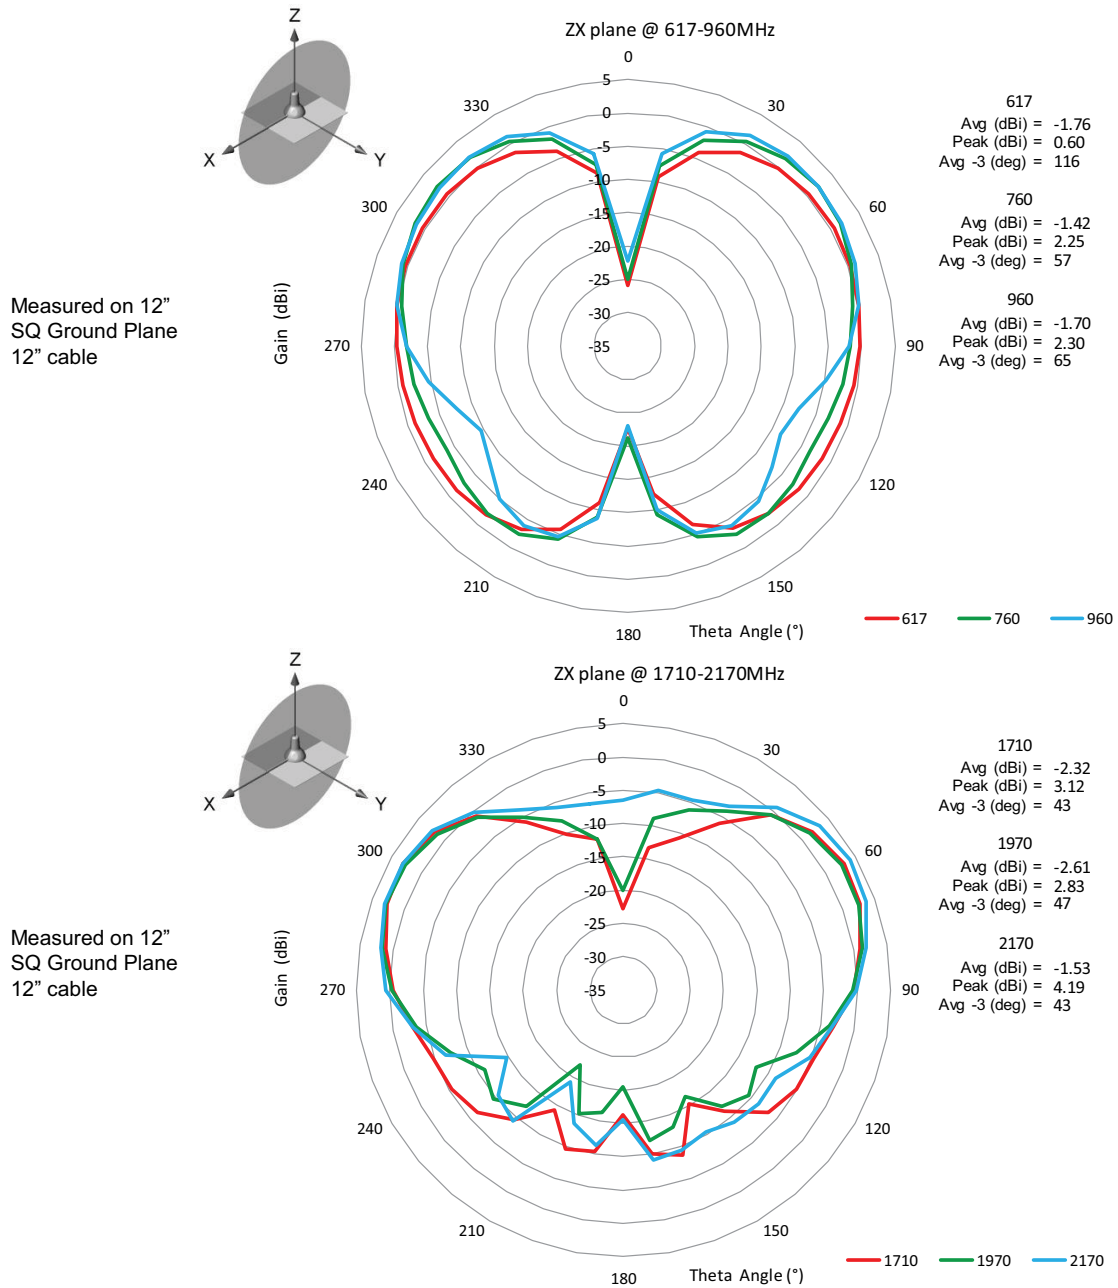 Z
X
Y
Measured on 12”
SQ Ground Plane
12” cable
ZX plane @ 617-960MHz
0
30
60
90
120
150
180
210
240
270
300
330
5
0
-5
-10
-15
-20
-25
-30
-35
Gain (dBi)
Theta Angle (°)
617
Avg (dBi) = -1.76
Peak (dBi) = 0.60
Avg -3 (deg) = 116
760
Avg (dBi) = -1.42
Peak (dBi) = 2.25
Avg -3 (deg) = 57
960
Avg (dBi) = -1.70
Peak (dBi) = 2.30
Avg -3 (deg) = 65
617 760 960
Z
X
Y
Measured on 12”
SQ Ground Plane
12” cable
ZX plane @ 1710-2170MHz
0
30
60
90
120
150
180
210
240
270
300
330
5
0
-5
-10
-15
-20
-25
-30
-35
Gain (dBi)
Theta Angle (°)
1710
Avg (dBi) = -2.32
Peak (dBi) = 3.12
Avg -3 (deg) = 43
1970
Avg (dBi) = -2.61
Peak (dBi) = 2.83
Avg -3 (deg) = 47
2170
Avg (dBi) = -1.53
Peak (dBi) = 4.19
Avg -3 (deg) = 43
1710 1970 2170